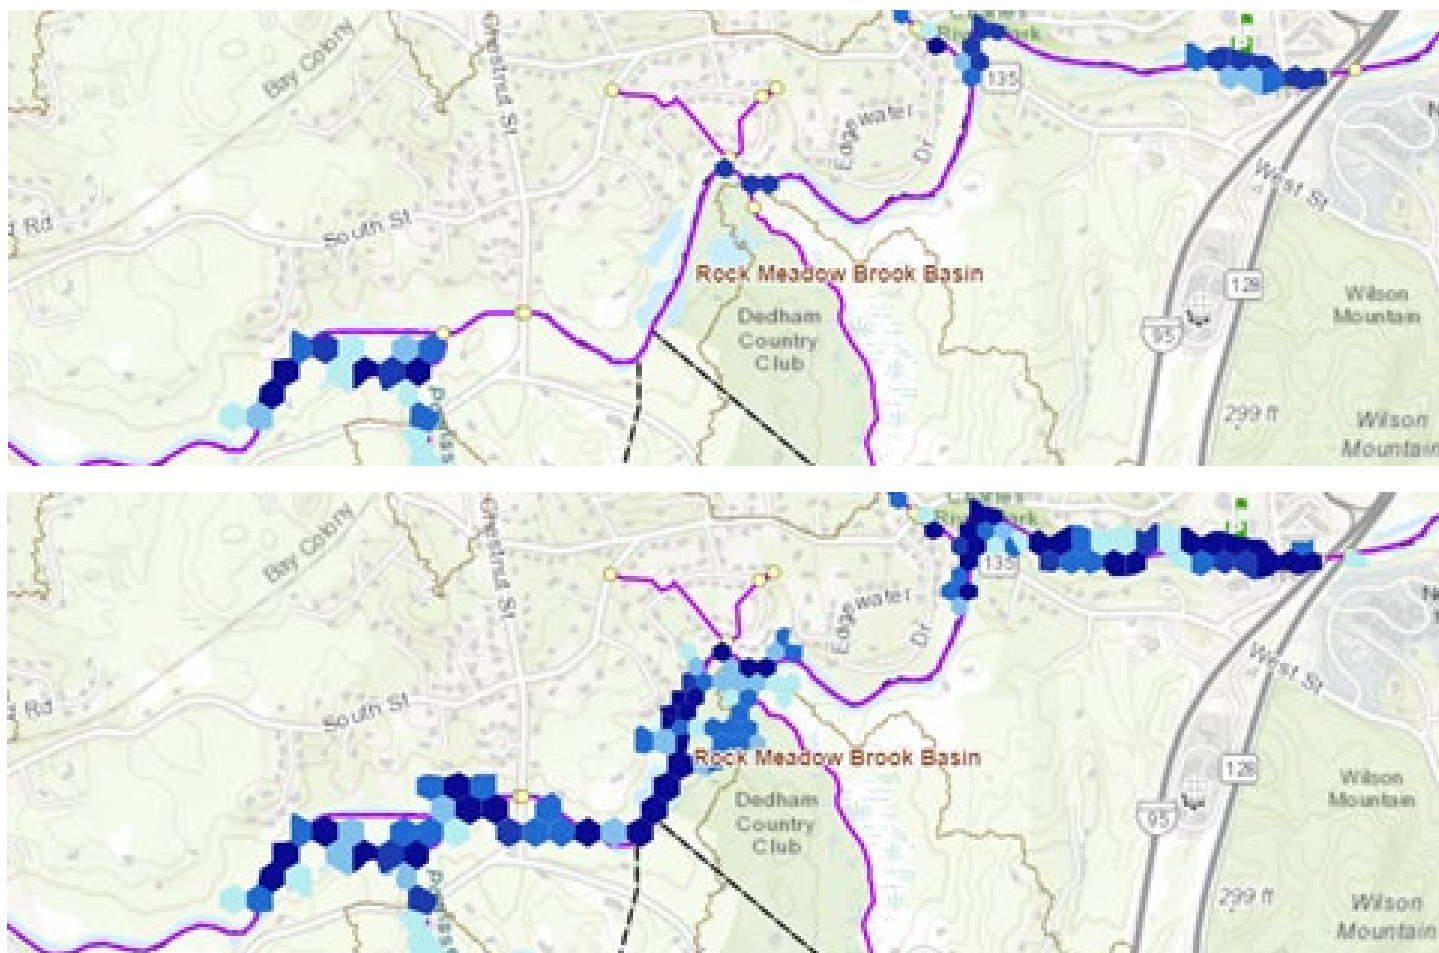 Bay Colony
Chestnut St
135
Edgewater
Dr
West St
Rd
South St
Rock Meadow Brook Basin
128
Wilson
Mountain
Dedham
Country
Club
95
299 ft
Wilson
Mountain
Bay Colony
Chestnut St
135
Edgewater
Dr
West St
Rd
South St
Rock Meadow Brook Basin
128
Wilson
Mountain
Dedham
Country
Club
95
299 ft
Wilson
Mountain